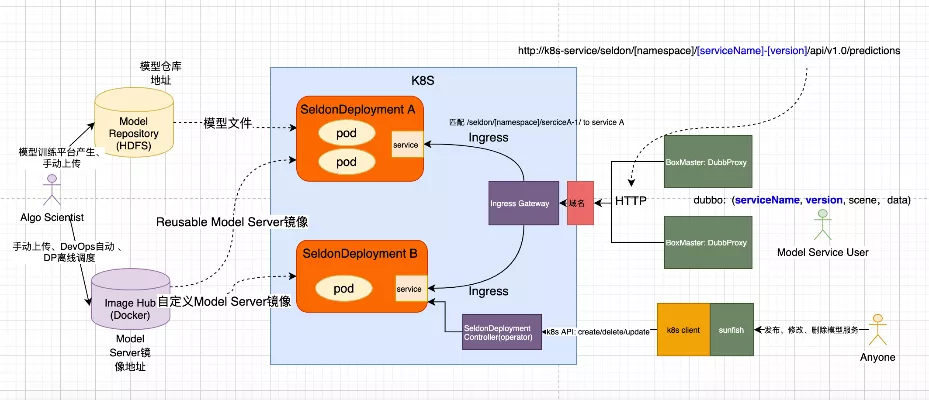 http://k8s-service/seldon/[namespace]/[serviceName]-[version]/api/v1.0/predictions
模型仓库
地址
K8S
Model
Repository
(HDFS)
模型文件
SeldonDeployment A
pod
pod
service
匹配 /seldon/[namespace]/serciceA-1/ to service A
Ingress
模型训练平台产生、
手动上传
Algo Scientist
Reusable Model Server镜像
Ingress Gateway
域名
HTTP
BoxMaster: DubbProxy
dubbo:（serviceName, version, scene，data)
BoxMaster: DubbProxy
Model Service User
手动上传、DevOps自动 、
DP离线调度
SeldonDeployment B
pod
service
Ingress
自定义Model Server镜像
Image Hub
(Docker)
Model
Server镜
像地址
SeldonDeployment
Controller(operator)
k8s API: create/delete/update
k8s client
sunfish
发布、修改、删除模型服务
Anyone